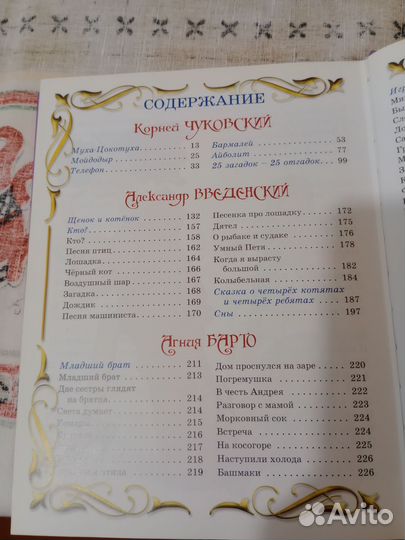 СОДЕРЖАНИЕ
Корней ЧУКОВСКИЙ
Муха-Цокотуха 13
Мойдодыр 25
Телефон 33
Бармалей 53
Айболит 77
25 загадок – 25 отгадок 99
Александр ВВЕДЕНСКИЙ
Щенок и котёнок 132
Кто? 157
Кто? 158
Песня птиц 162
Лошадка 164
Чёрный кот 166
Воздушный шар 167
Загадка 168
Дождик 169
Песня машиниста 170
Песенка про лошадку 172
Дятел 175
О рыбаке и судаке 176
Умный Петя 178
Когда я вырасту
большой 182
Колыбельная 184
Сказка о четырёх котятах
и четырёх ребятах 187
Сны 197
Агния БАРТО
Младший брат 211
Младший брат 213
Две сестры глядят
на братца 214
Света думает 214
216
217
218
219
Дом проснулся на заре 220
Погремушка 221
В честь Андрея 222
Разговор с мамой 223
Морковный сок 224
Встреча 224
На косогоре 225
Наступили холода 226
Башмаки 226
Avito